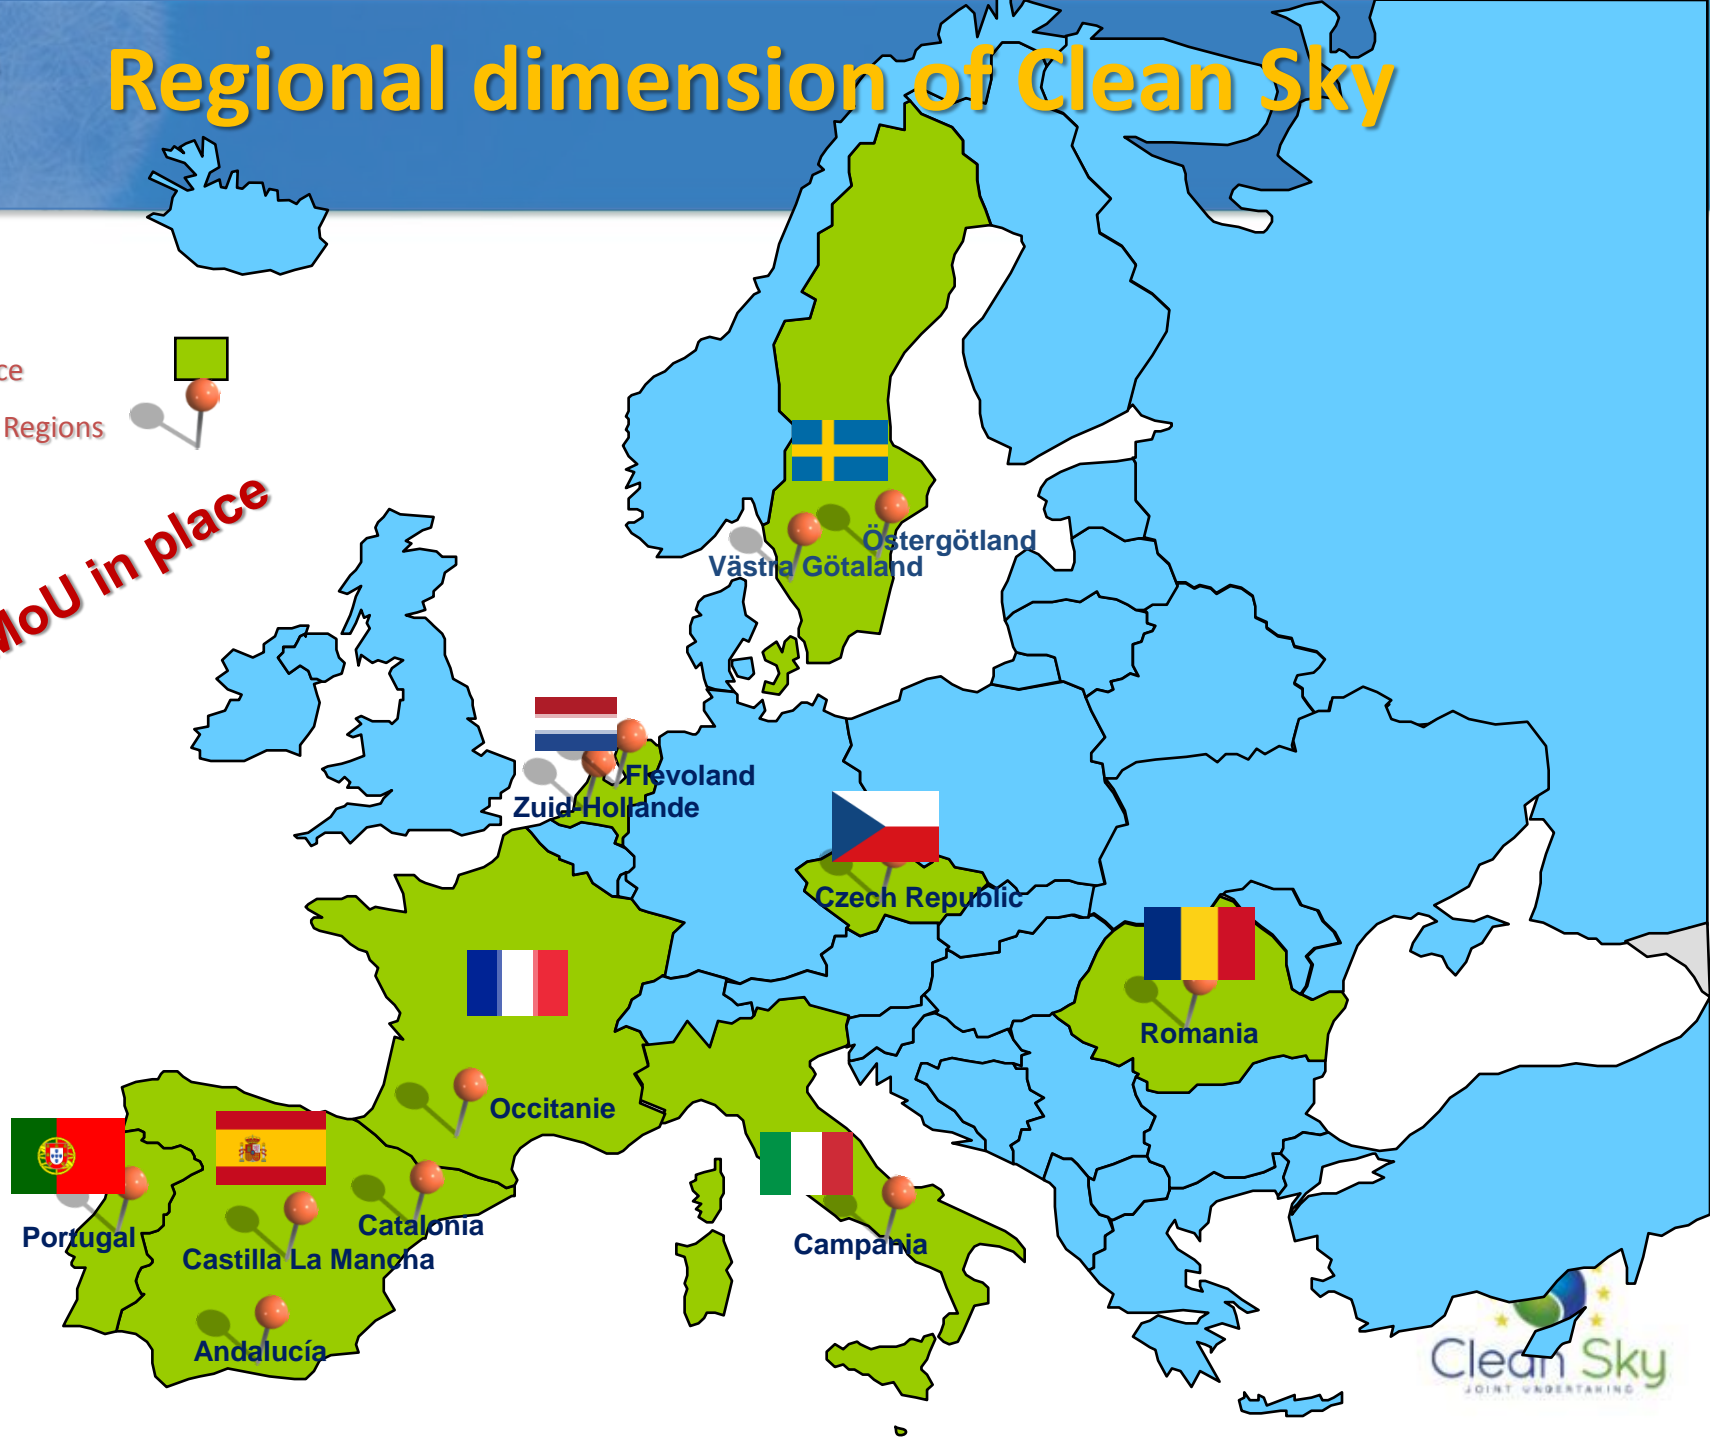 Regional dimension of Clean Sky
Regions
MoU in place
Östergötland
Västra Götaland
Flevoland
Zuid-Hollande
Czech Republic
Romania
Occitanie
Portugal
Catalonia
Castilla La Mancha
Campania
Andalucía
Clean Sky
JOINT UNDERTAKING